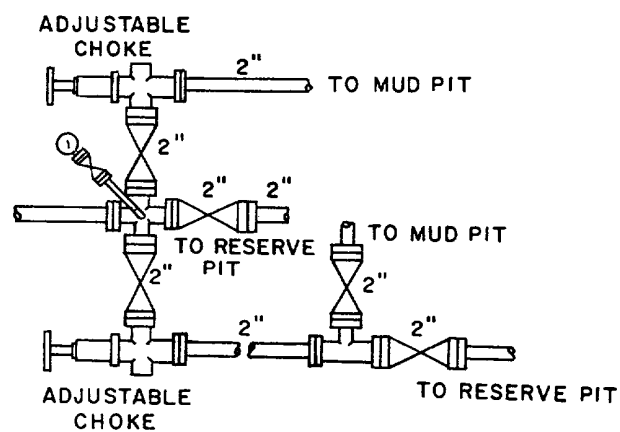 ADJUSTABLE
CHOKE
2"
TO MUD PIT
2"
1
2"
2"
TO RESERVE
PIT
TO MUD PIT
2"
2"
2"
2"
ADJUSTABLE
CHOKE
TO RESERVE PIT